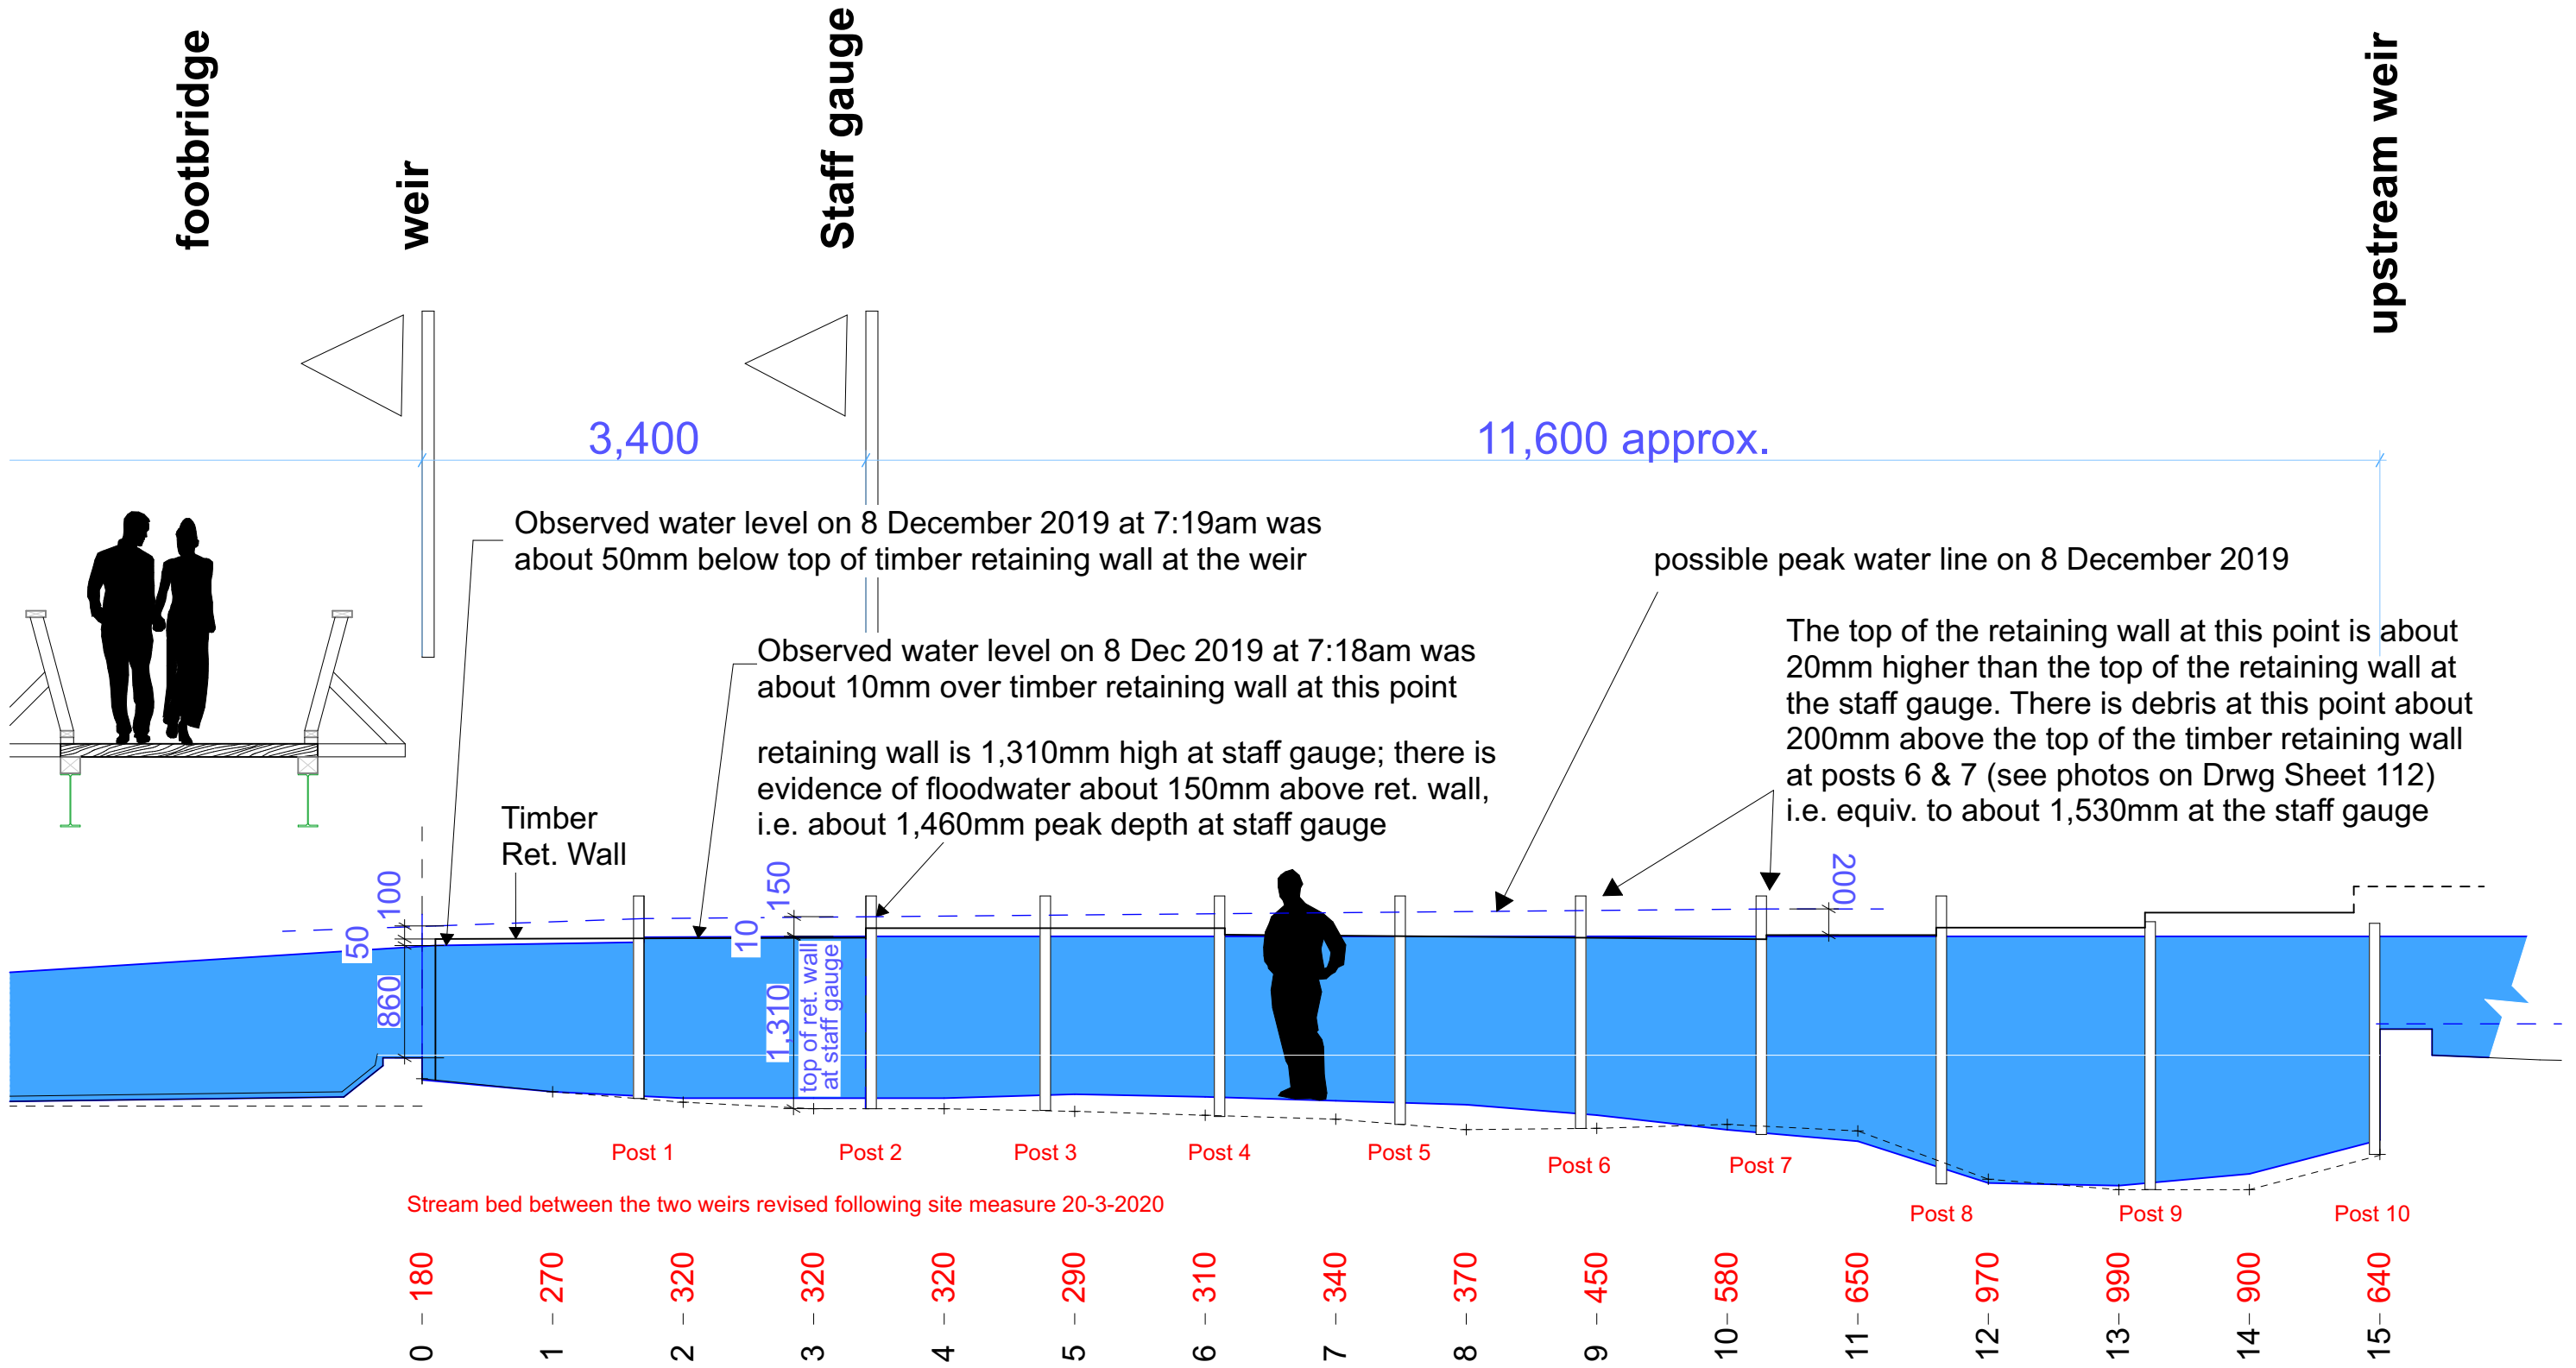 footbridge
weir
Staff gauge
upstream weir
3,400
11,600 approx.
Observed water level on 8 December 2019 at 7:19am was
about 50mm below top of timber retaining wall at the weir
possible peak water line on 8 December 2019
Observed water level on 8 Dec 2019 at 7:18am was
about 10mm over timber retaining wall at this point
retaining wall is 1,310mm high at staff gauge; there is
evidence of floodwater about 150mm above ret. wall,
i.e. about 1,460mm peak depth at staff gauge
The top of the retaining wall at this point is about
20mm higher than the top of the retaining wall at
the staff gauge. There is debris at this point about
200mm above the top of the timber retaining wall
at posts 6 & 7 (see photos on Drwg Sheet 112)
i.e. equiv. to about 1,530mm at the staff gauge
Timber
Ret. Wall
100
50
860
150
10
1,310
top of ret. wall
at staff gauge
200
Post 1
Post 2
Post 3
Post 4
Post 5
Post 6
Post 7
Post 8
Post 9
Post 10
Stream bed between the two weirs revised following site measure 20-3-2020
0 – 180
1 – 270
2 – 320
3 – 320
4 – 320
5 – 290
6 – 310
7 – 340
8 – 370
9 – 450
10 – 580
11 – 650
12 – 970
13 – 990
14 – 900
15 – 640